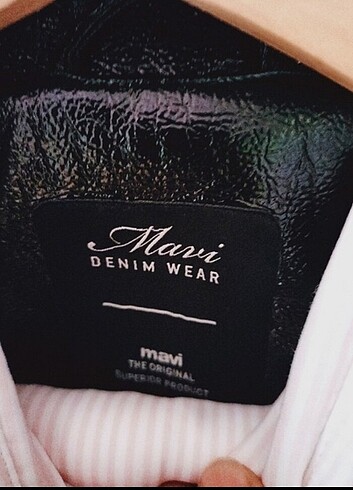 Mavi
DENIM WEAR
mavi
THE ORIGINAL
SUPERIOR PRODUCT